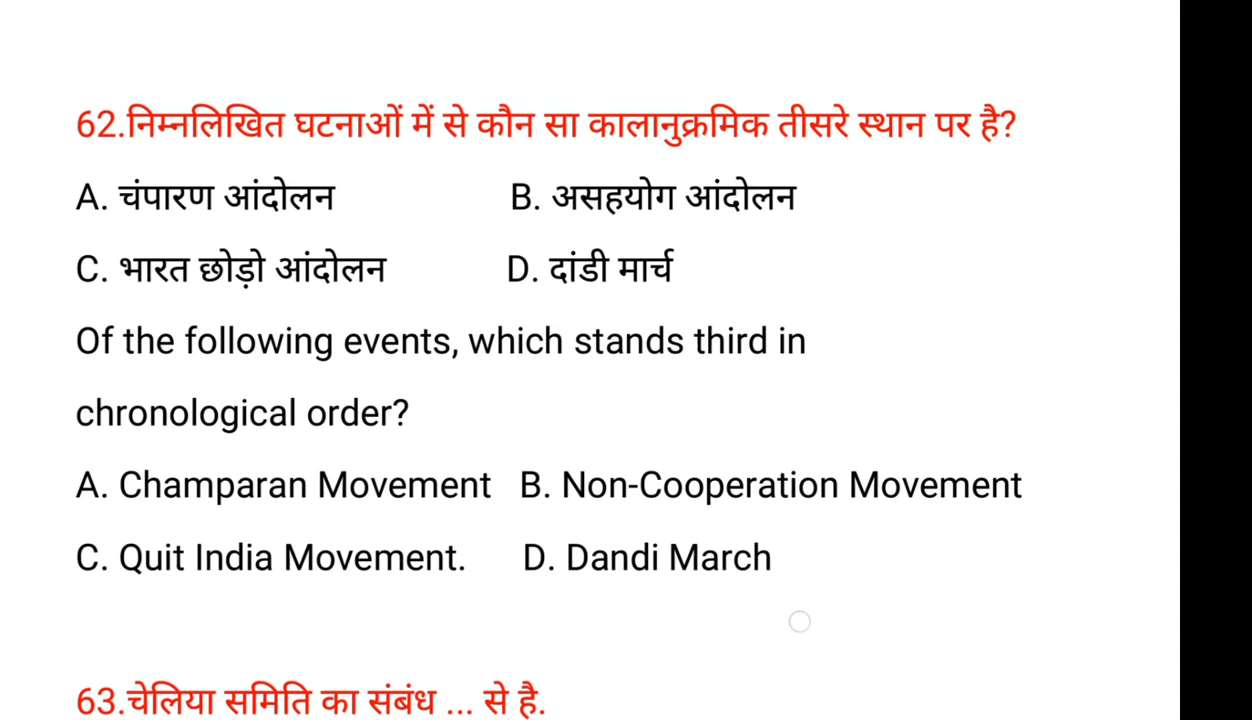 62.निम्नलिखित घटनाओं में से कौन सा कालानुक्रमिक तीसरे स्थान पर है?
A. चंपारण आंदोलन B. असहयोग आंदोलन
C. भारत छोड़ो आंदोलन D. दांडी मार्च
Of the following events, which stands third in
chronological order?
A. Champaran Movement B. Non-Cooperation Movement
C. Quit India Movement. D. Dandi March
63.चेलिया समिति का संबंध ... से है.